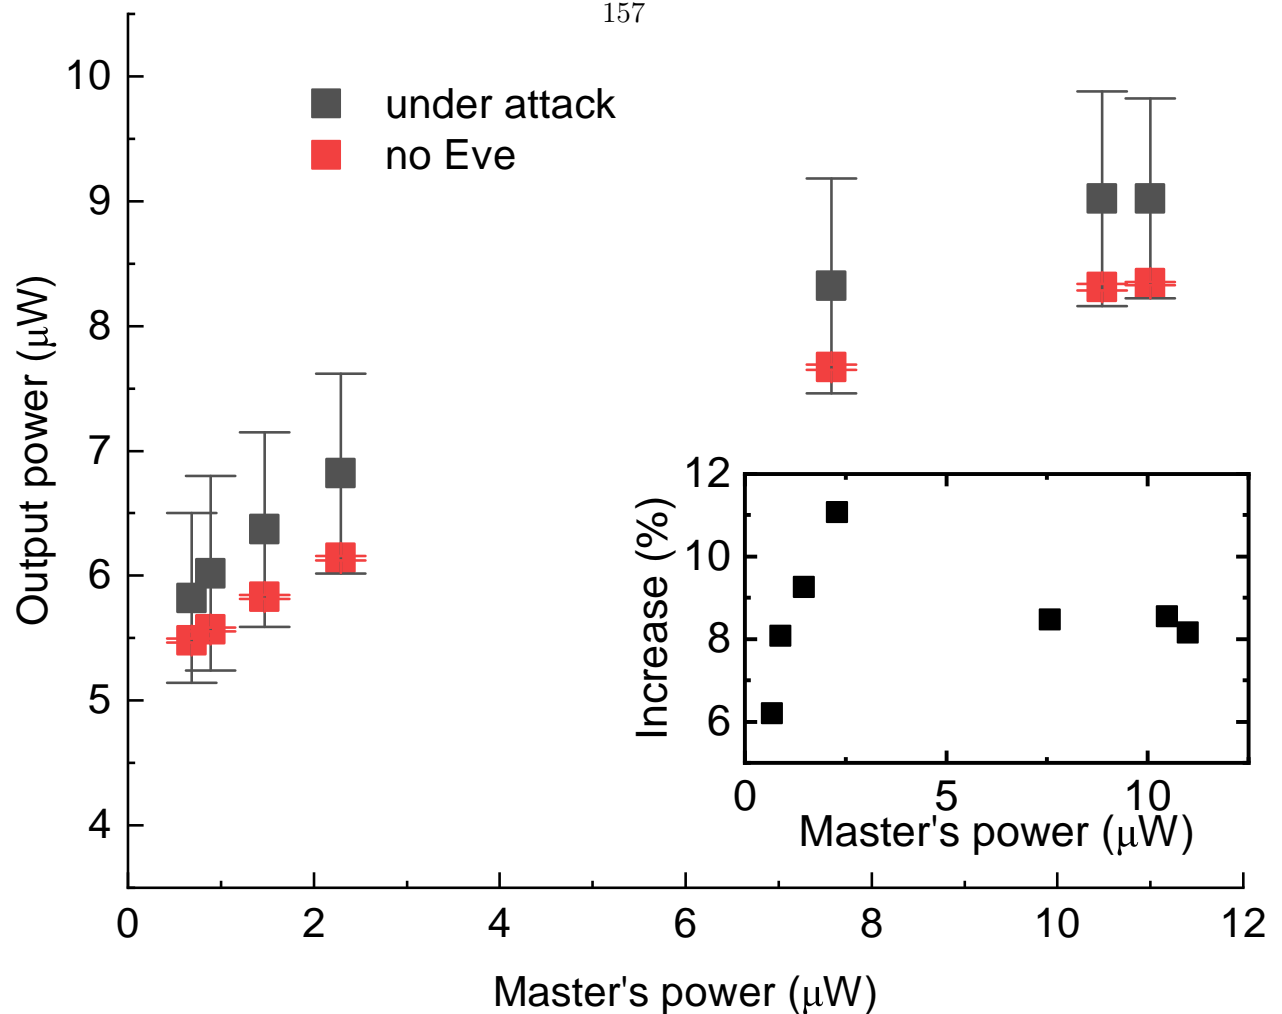 157
10
9
8
7
6
5
4
Output power (μW)
under attack
no Eve
12
10
8
6
Increase (%)
0 5 10
Master's power (μW)
0 2 4 6 8 10 12
Master's power (μW)